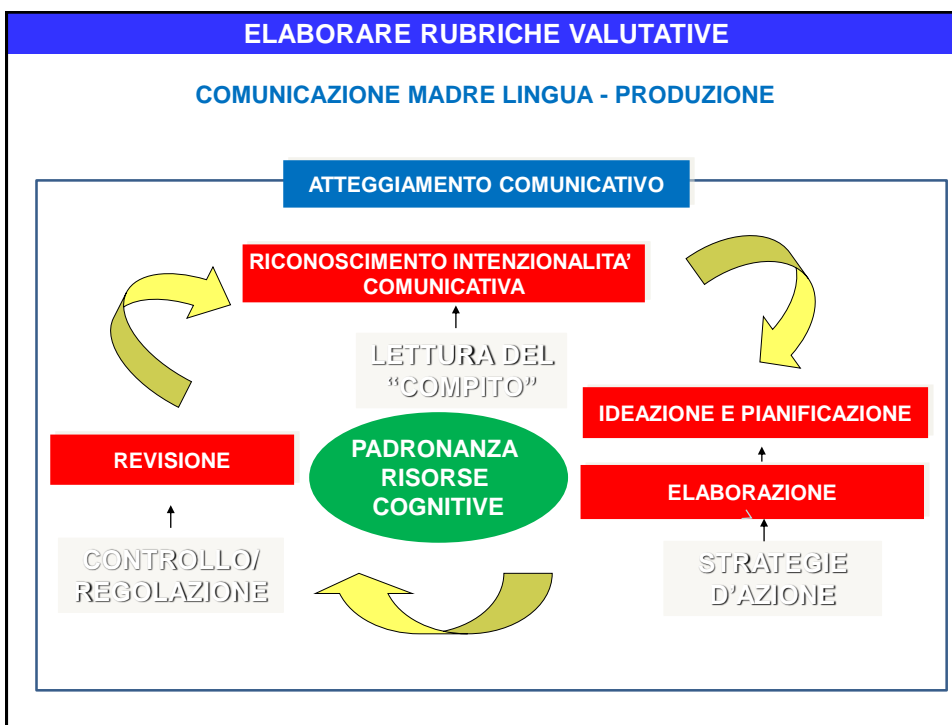 ELABORARE RUBRICHE VALUTATIVE
COMUNICAZIONE MADRE LINGUA - PRODUZIONE
ATTEGGIAMENTO COMUNICATIVO
RICONOSCIMENTO INTENZIONALITA’
COMUNICATIVA
LETTURA DEL
“COMPITO”
IDEAZIONE E PIANIFICAZIONE
PADRONANZA
RISORSE
COGNITIVE
REVISIONE
ELABORAZIONE
CONTROLLO/
REGOLAZIONE
STRATEGIE
D’AZIONE